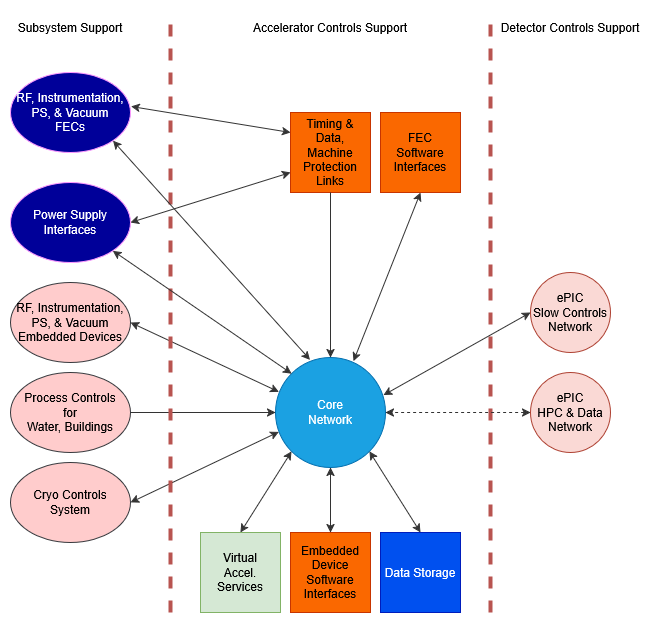 Subsystem Support
Accelerator Controls Support
Detector Controls Support
RF, Instrumentation,
PS, & Vacuum
FECs
Timing &
Data,
Machine
Protection
Links
FEC
Software
Interfaces
Power Supply
Interfaces
RF, Instrumentation,
PS, & Vacuum
Embedded Devices
ePIC
Slow Controls
Network
Process Controls
for
Water, Buildings
Core
Network
ePIC
HPC & Data
Network
Cryo Controls
System
Virtual
Accel.
Services
Embedded
Device
Software
Interfaces
Data Storage